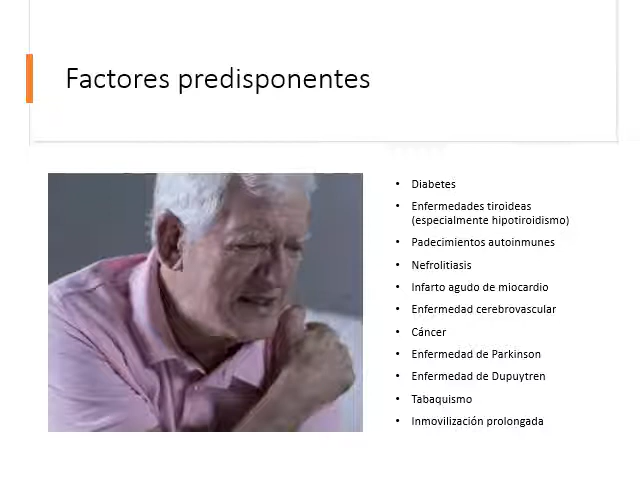 Factores predisponentes
• Diabetes
• Enfermedades tiroideas
(especialmente hipotiroidismo)
• Padecimientos autoinmunes
• Nefrolitiasis
• Infarto agudo de miocardio
• Enfermedad cerebrovascular
• Cáncer
• Enfermedad de Parkinson
• Enfermedad de Dupuytren
• Tabaquismo
• Inmovilización prolongada